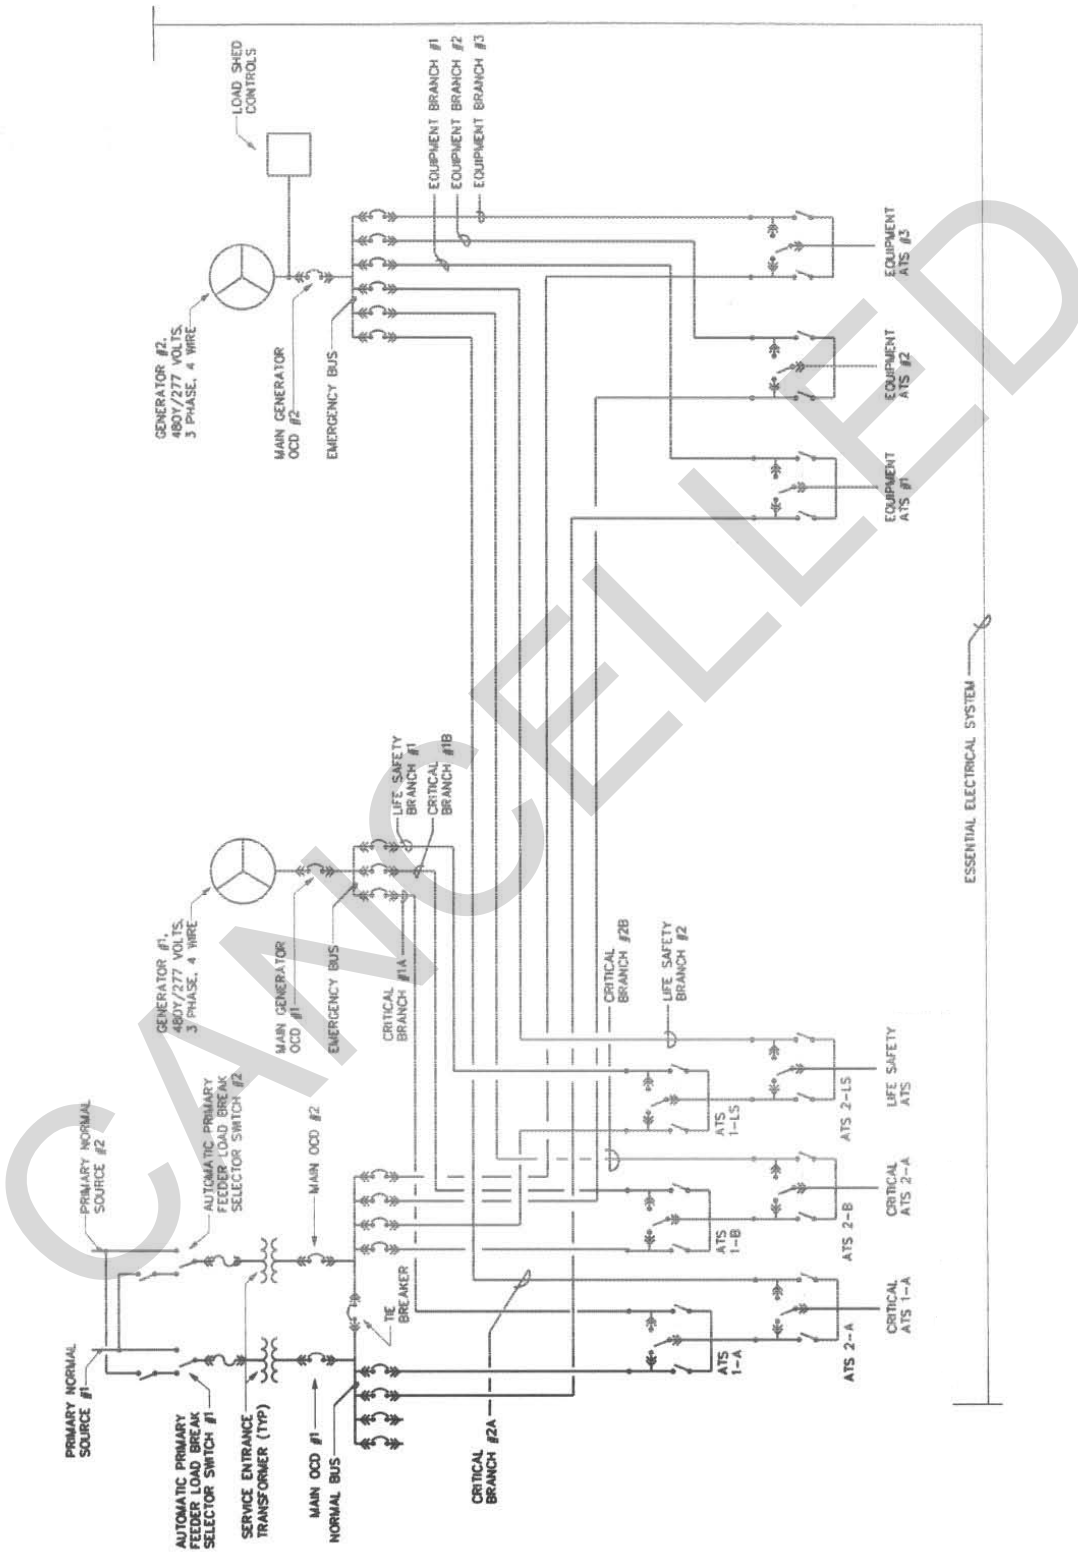 PRIMARY NORMAL
SOURCE #1
PRIMARY NORMAL
SOURCE #2
AUTOMATIC PRIMARY
FEEDER LOAD BREAK
SELECTOR SWITCH #1
AUTOMATIC PRIMARY
FEEDER LOAD BREAK
SELECTOR SWITCH #2
SERVICE ENTRANCE
TRANSFORMER (TYP)
MAIN OCD #1
MAIN OCD #2
NORMAL BUS
TIE
BREAKER
GENERATOR #1,
480Y/277 VOLTS,
3 PHASE, 4 WIRE
MAIN GENERATOR
OCD #1
EMERGENCY BUS
CRITICAL
BRANCH #1A
LIFE SAFETY
BRANCH #1
CRITICAL
BRANCH #1B
GENERATOR #2,
480Y/277 VOLTS,
3 PHASE, 4 WIRE
MAIN GENERATOR
OCD #2
EMERGENCY BUS
LOAD SHED
CONTROLS
EQUIPMENT BRANCH #1
EQUIPMENT BRANCH #2
EQUIPMENT BRANCH #3
CRITICAL
BRANCH #2A
CRITICAL
BRANCH #2B
LIFE SAFETY
BRANCH #2
ATS
1-A
ATS
1-B
ATS
1-LS
ATS 2-A
ATS 2-B
ATS 2-LS
CRITICAL
ATS 1-A
CRITICAL
ATS 2-A
LIFE SAFETY
ATS
EQUIPMENT
ATS #1
EQUIPMENT
ATS #2
EQUIPMENT
ATS #3
ESSENTIAL ELECTRICAL SYSTEM
CANCELLED